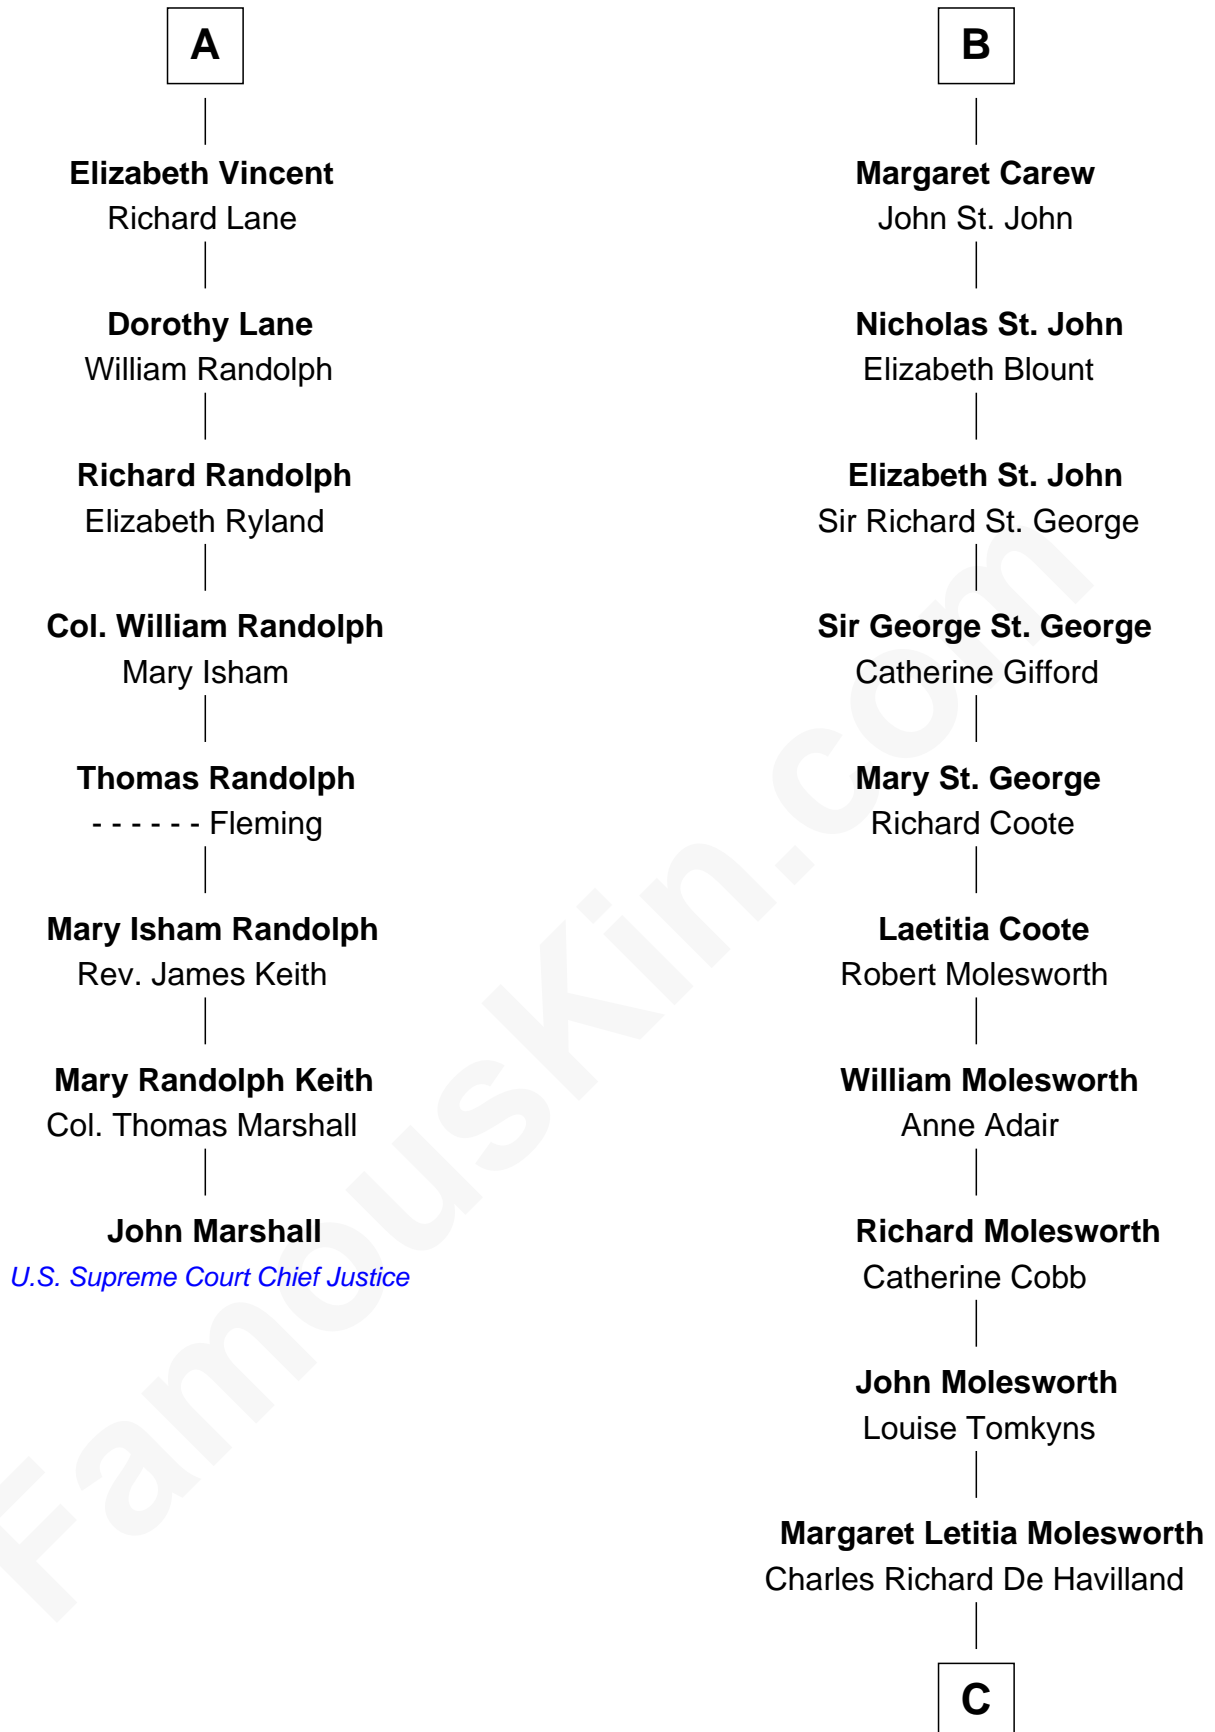 A
Elizabeth Vincent
Richard Lane
Dorothy Lane
William Randolph
Richard Randolph
Elizabeth Ryland
Col. William Randolph
Mary Isham
Thomas Randolph
- - - - - - Fleming
Mary Isham Randolph
Rev. James Keith
Mary Randolph Keith
Col. Thomas Marshall
John Marshall
U.S. Supreme Court Chief Justice
B
Margaret Carew
John St. John
Nicholas St. John
Elizabeth Blount
Elizabeth St. John
Sir Richard St. George
Sir George St. George
Catherine Gifford
Mary St. George
Richard Coote
Laetitia Coote
Robert Molesworth
William Molesworth
Anne Adair
Richard Molesworth
Catherine Cobb
John Molesworth
Louise Tomkyns
Margaret Letitia Molesworth
Charles Richard De Havilland
C
FamousKin.com